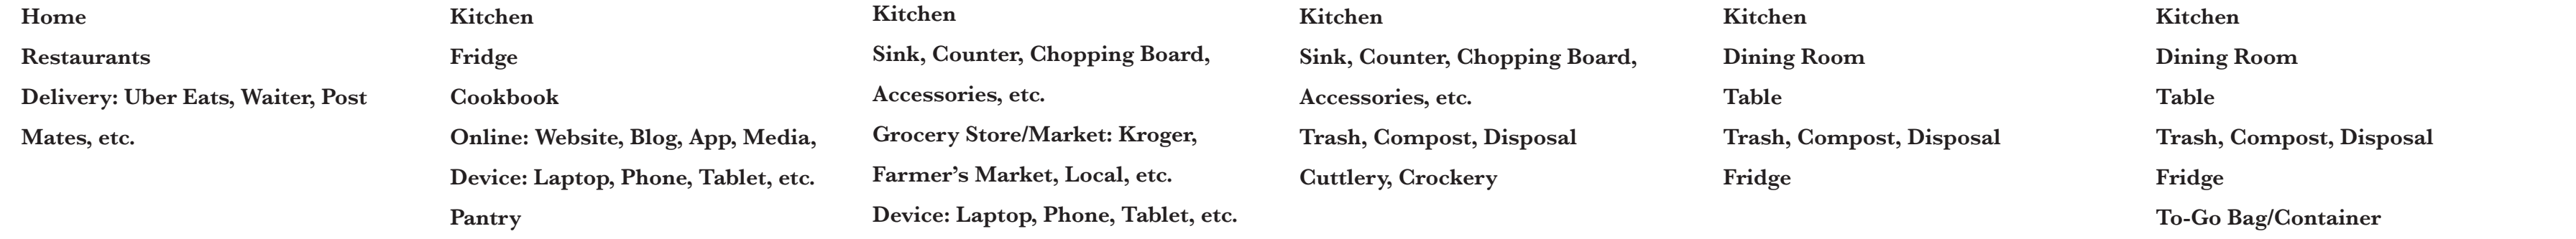 Home
Restaurants
Delivery: Uber Eats, Waiter, Post
Mates, etc.
Kitchen
Fridge
Cookbook
Online: Website, Blog, App, Media,
Device: Laptop, Phone, Tablet, etc.
Pantry
Kitchen
Sink, Counter, Chopping Board,
Accessories, etc.
Grocery Store/Market: Kroger,
Farmer’s Market, Local, etc.
Device: Laptop, Phone, Tablet, etc.
Kitchen
Sink, Counter, Chopping Board,
Accessories, etc.
Trash, Compost, Disposal
Cuttlery, Crockery
Kitchen
Dining Room
Table
Trash, Compost, Disposal
Fridge
Kitchen
Dining Room
Table
Trash, Compost, Disposal
Fridge
To-Go Bag/Container